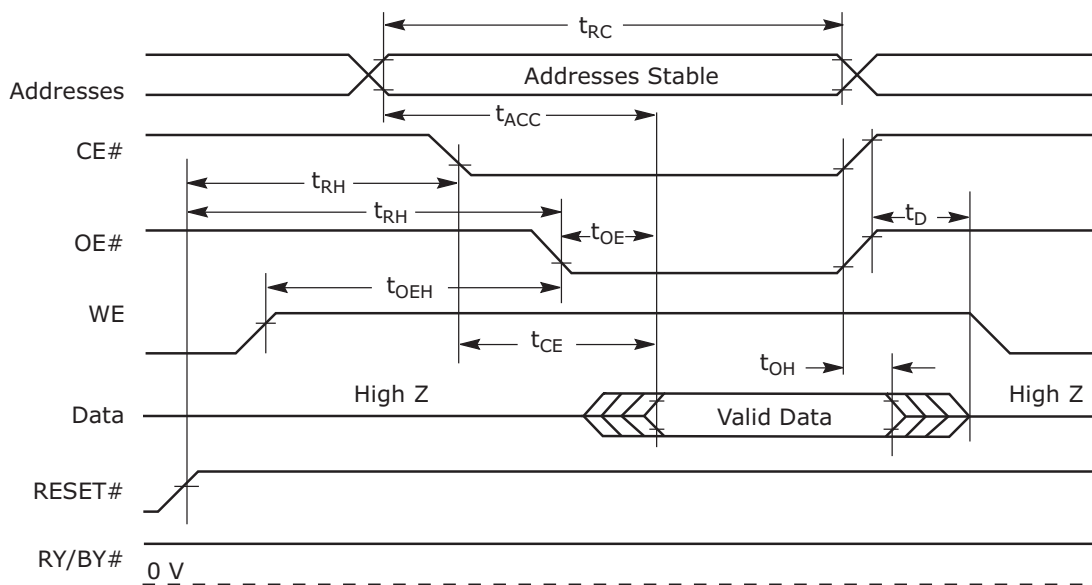 tRC
Addresses
Addresses Stable
tACC
CE#
tRH
tRH
OE#
tOE
tD
tOEH
WE
tCE
tOH
High Z
High Z
Data
Valid Data
RESET#
RY/BY#
0 V